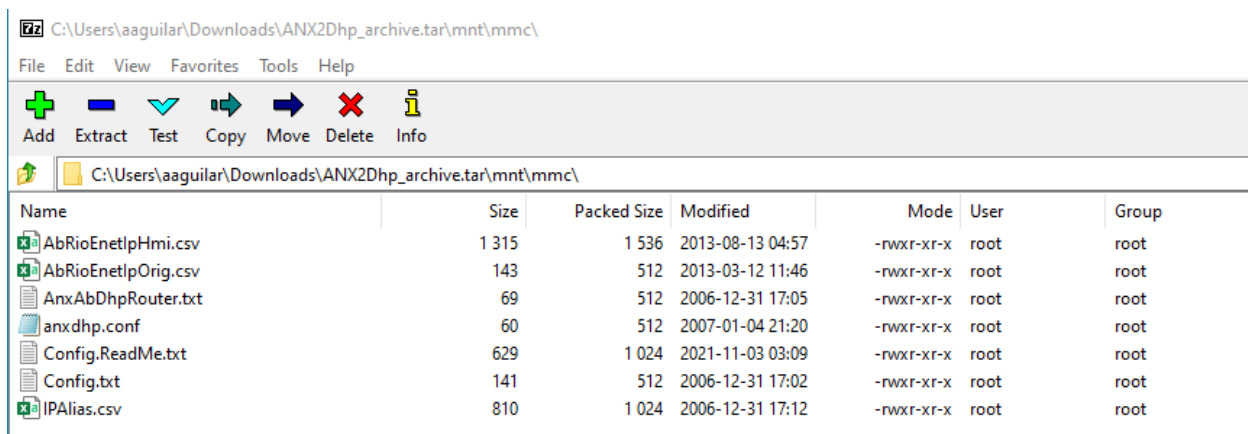 C:\Users\aaguilar\Downloads\ANX2Dhp_archive.tar\mnt\mmc\
File Edit View Favorites Tools Help
Add Extract Test Copy Move Delete Info
C:\Users\aaguilar\Downloads\ANX2Dhp_archive.tar\mnt\mmc\
Name Size Packed Size Modified Mode User Group
AbRioEnetIpHmi.csv 1 315 1 536 2013-08-13 04:57 -rwxr-xr-x root root
AbRioEnetIpOrig.csv 143 512 2013-03-12 11:46 -rwxr-xr-x root root
AnxAbDhpRouter.txt 69 512 2006-12-31 17:05 -rwxr-xr-x root root
anxdhp.conf 60 512 2007-01-04 21:20 -rwxr-xr-x root root
Config.ReadMe.txt 629 1 024 2021-11-03 03:09 -rwxr-xr-x root root
Config.txt 141 512 2006-12-31 17:02 -rwxr-xr-x root root
IPAlias.csv 810 1 024 2006-12-31 17:12 -rwxr-xr-x root root